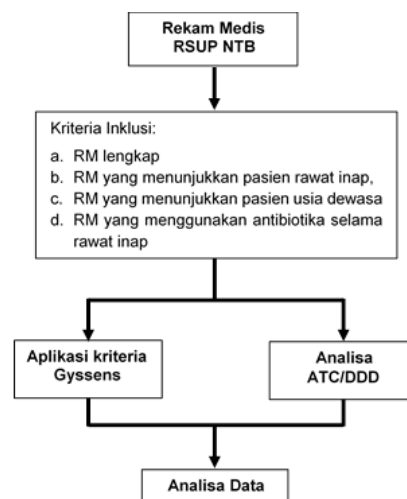 Rekam Medis
RSUP NTB
Kriteria Inklusi:
a. RM lengkap
b. RM yang menunjukkan pasien rawat inap,
c. RM yang menunjukkan pasien usia dewasa
d. RM yang menggunakan antibiotika selama
rawat inap
Aplikasi kriteria
Gyssens
Analisa
ATC/DDD
Analisa Data